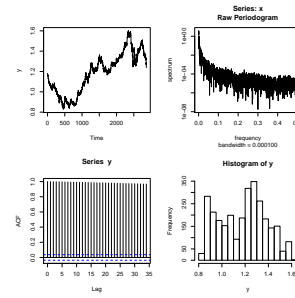 Series: x
Raw Periodogram
y
0.8 1.0 1.2 1.4 1.6
0 500 1000 2000
Time
spectrum
1e-08 1e-04 1e+00
0.0 0.1 0.2 0.3 0.4 0.5
frequency
bandwidth = 0.000100
Series y
ACF
0.0 0.2 0.4 0.6 0.8 1.0
0 5 10 15 20 25 30 35
Lag
Histogram of y
Frequency
0 50 150 250 350
0.8 1.0 1.2 1.4 1.6
y